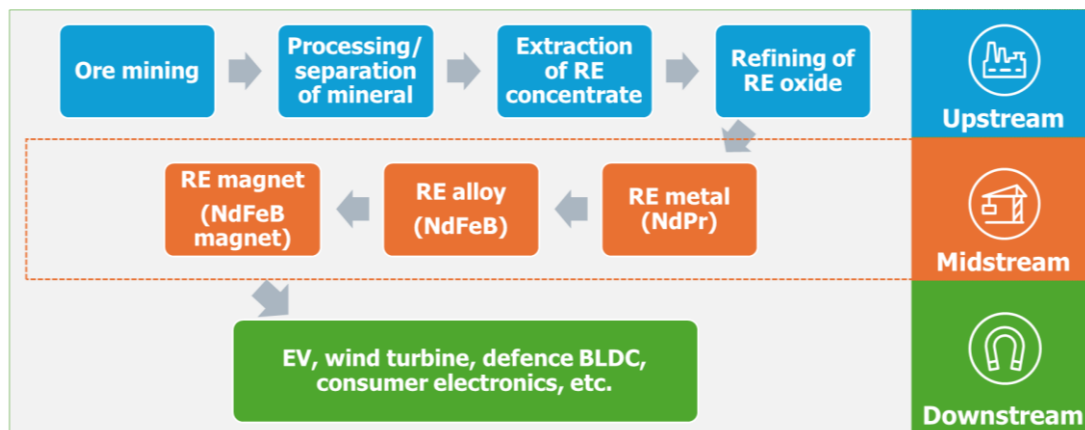 Ore mining
Processing/
separation
of mineral
Extraction
of RE
concentrate
Refining of
RE oxide
Upstream
RE magnet
(NdFeB
magnet)
RE alloy
(NdFeB)
RE metal
(NdPr)
Midstream
EV, wind turbine, defence BLDC,
consumer electronics, etc.
Downstream